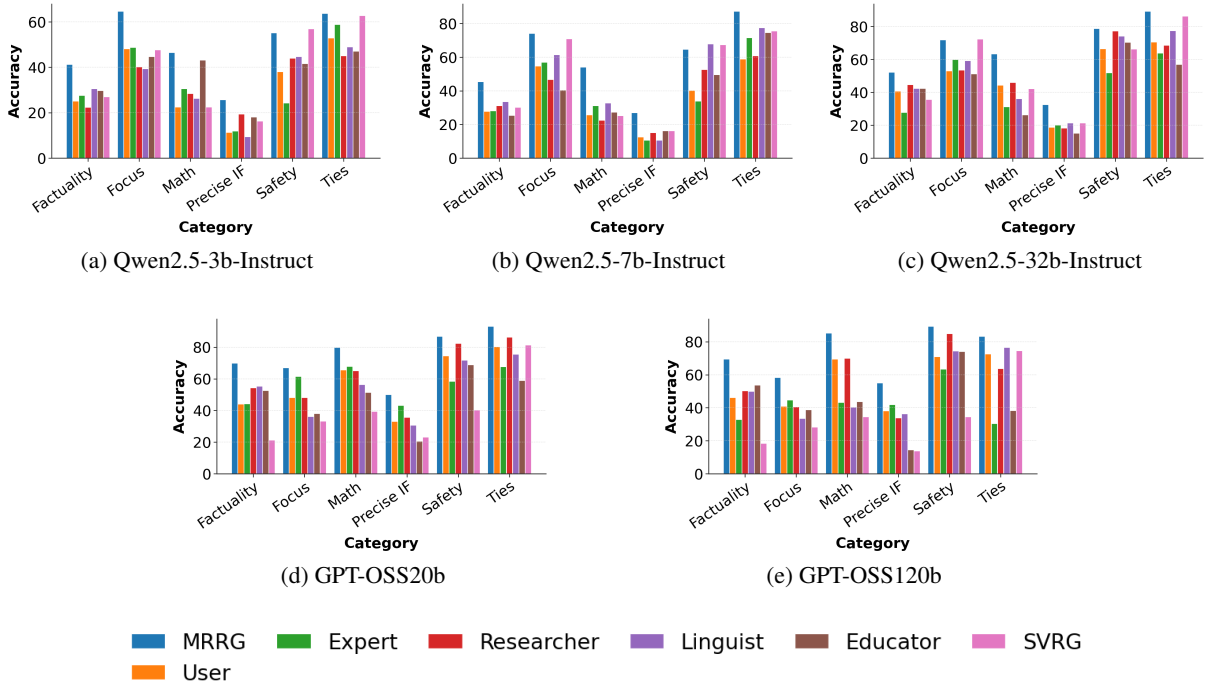 Accuracy
60
40
20
0
Factuality
Focus
Math
Precise IF
Safety
Ties
Category
(a) Qwen2.5-3b-Instruct
Accuracy
80
60
40
20
0
Factuality
Focus
Math
Precise IF
Safety
Ties
Category
(b) Qwen2.5-7b-Instruct
Accuracy
80
60
40
20
0
Factuality
Focus
Math
Precise IF
Safety
Ties
Category
(c) Qwen2.5-32b-Instruct
Accuracy
80
60
40
20
0
Factuality
Focus
Math
Precise IF
Safety
Ties
Category
(d) GPT-OSS20b
Accuracy
80
60
40
20
0
Factuality
Focus
Math
Precise IF
Safety
Ties
Category
(e) GPT-OSS120b
MRRG Expert Researcher Linguist Educator SVRG
User